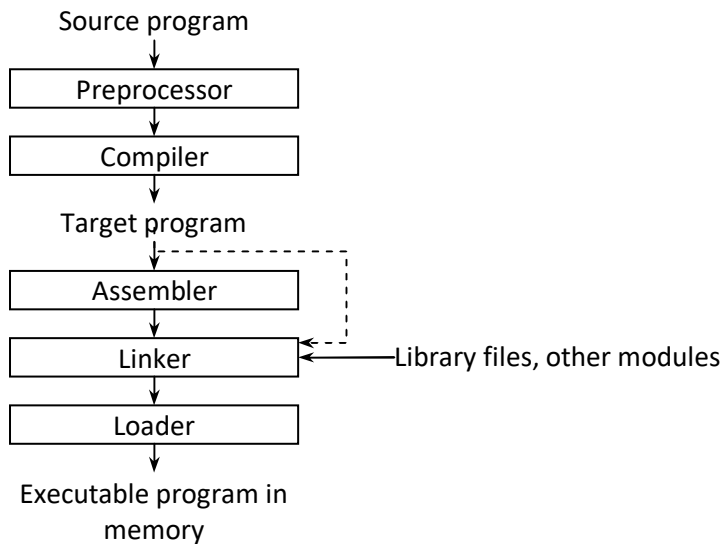 Source program
Preprocessor
Compiler
Target program
Assembler
Linker
Library files, other modules
Loader
Executable program in
memory